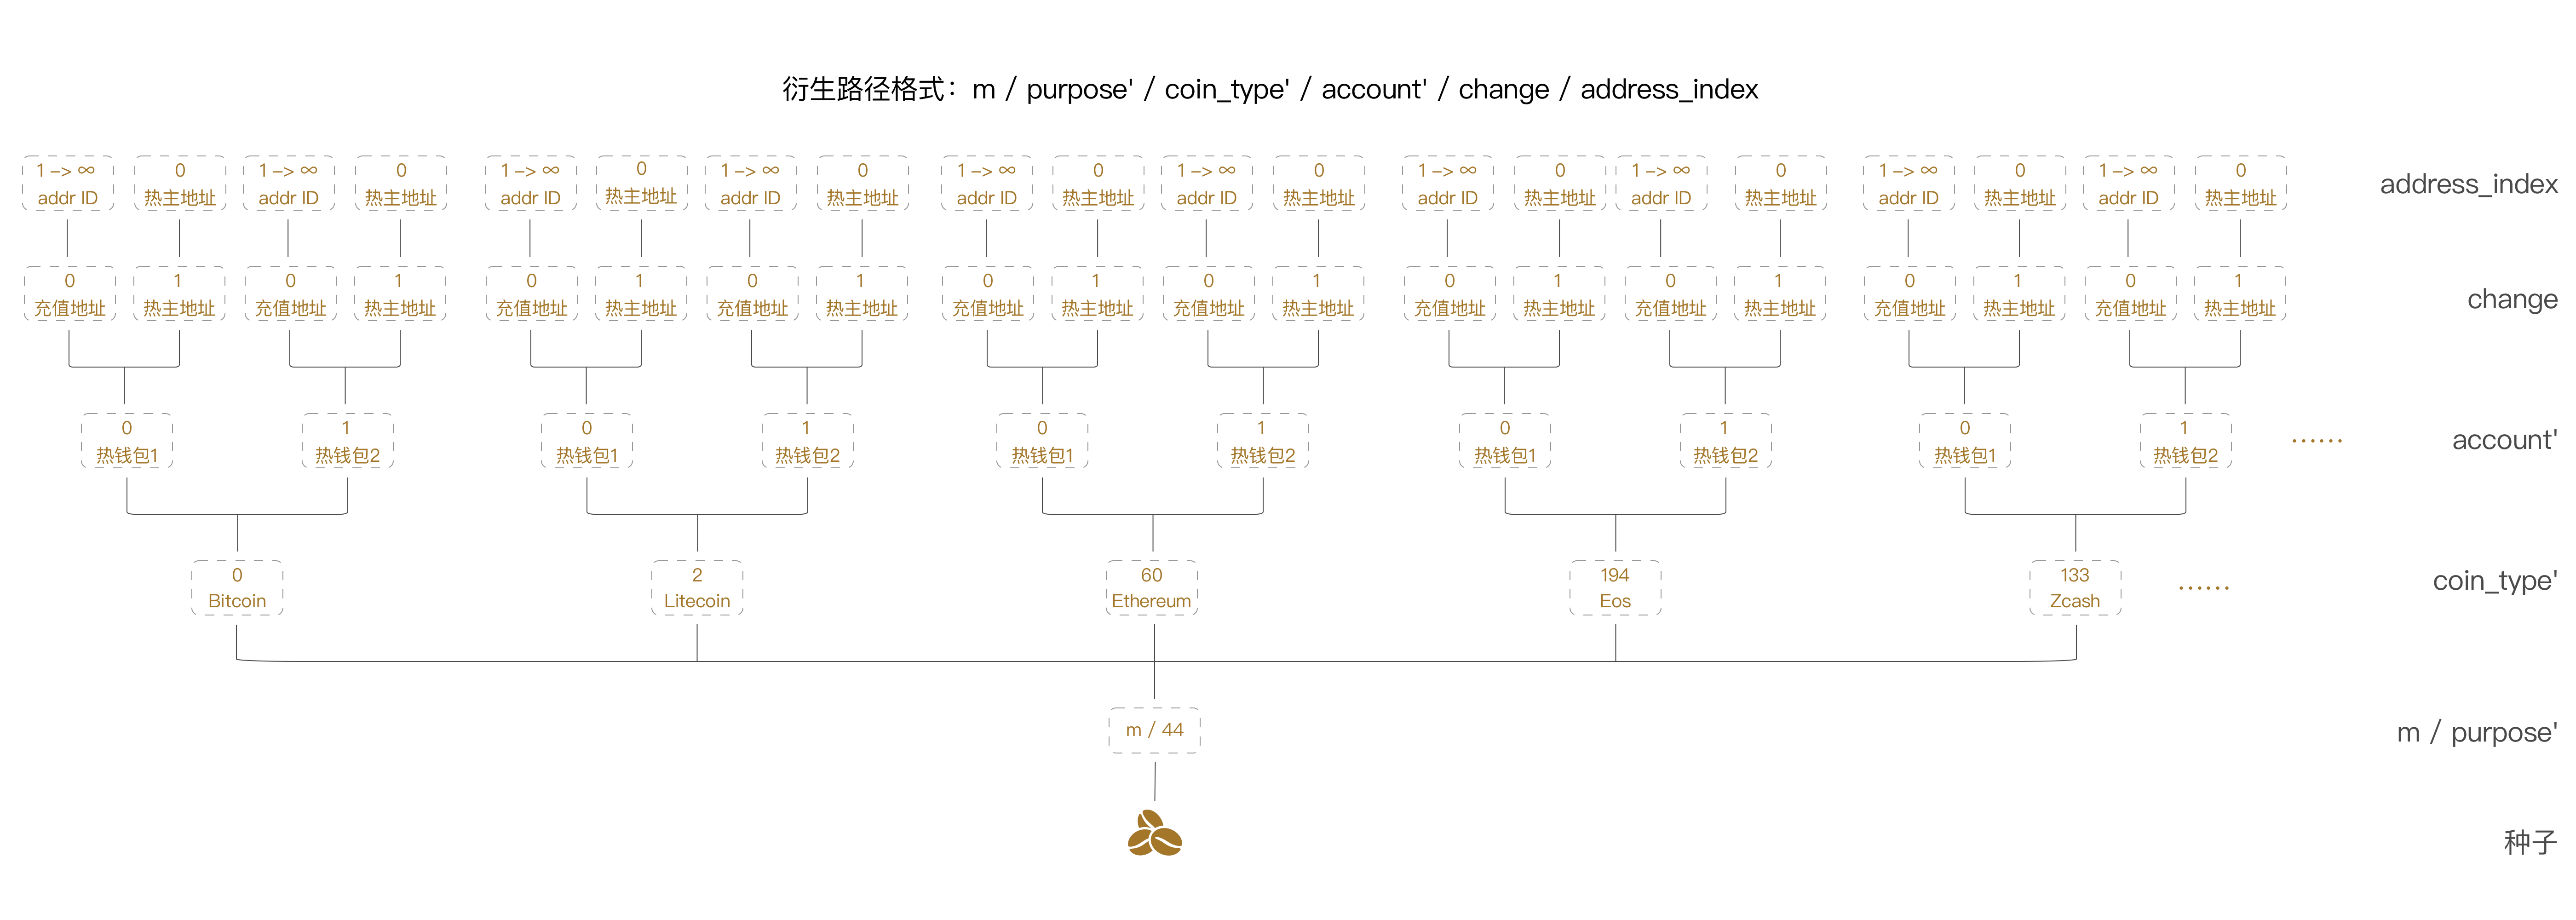 衍生路径格式：m / purpose' / coin_type' / account' / change / address_index
1 –> ∞ 0 1 –> ∞ 0 1 –> ∞ 0 1 –> ∞ 0 1 –> ∞ 0 1 –> ∞ 0 1 –> ∞ 0 1 –> ∞ 0 1 –> ∞ 0 1 –> ∞ 0
addr ID 热主地址 addr ID 热主地址 addr ID 热主地址 addr ID 热主地址 addr ID 热主地址 addr ID 热主地址 addr ID 热主地址 addr ID 热主地址 addr ID 热主地址 addr ID 热主地址 address_index
0 1 0 1 0 1 0 1 0 1 0 1 0 1 0 1 0 1 0 1
充值地址 热主地址 充值地址 热主地址 充值地址 热主地址 充值地址 热主地址 充值地址 热主地址 充值地址 热主地址 充值地址 热主地址 充值地址 热主地址 充值地址 热主地址 充值地址 热主地址 change
0 1 0 1 0 1 0 1 0 1
热钱包1 热钱包2 热钱包1 热钱包2 热钱包1 热钱包2 热钱包1 热钱包2 热钱包1 热钱包2 …… account'
0 2 60 194 133
Bitcoin Litecoin Ethereum Eos Zcash …… coin_type'
m / 44 m / purpose'
种子